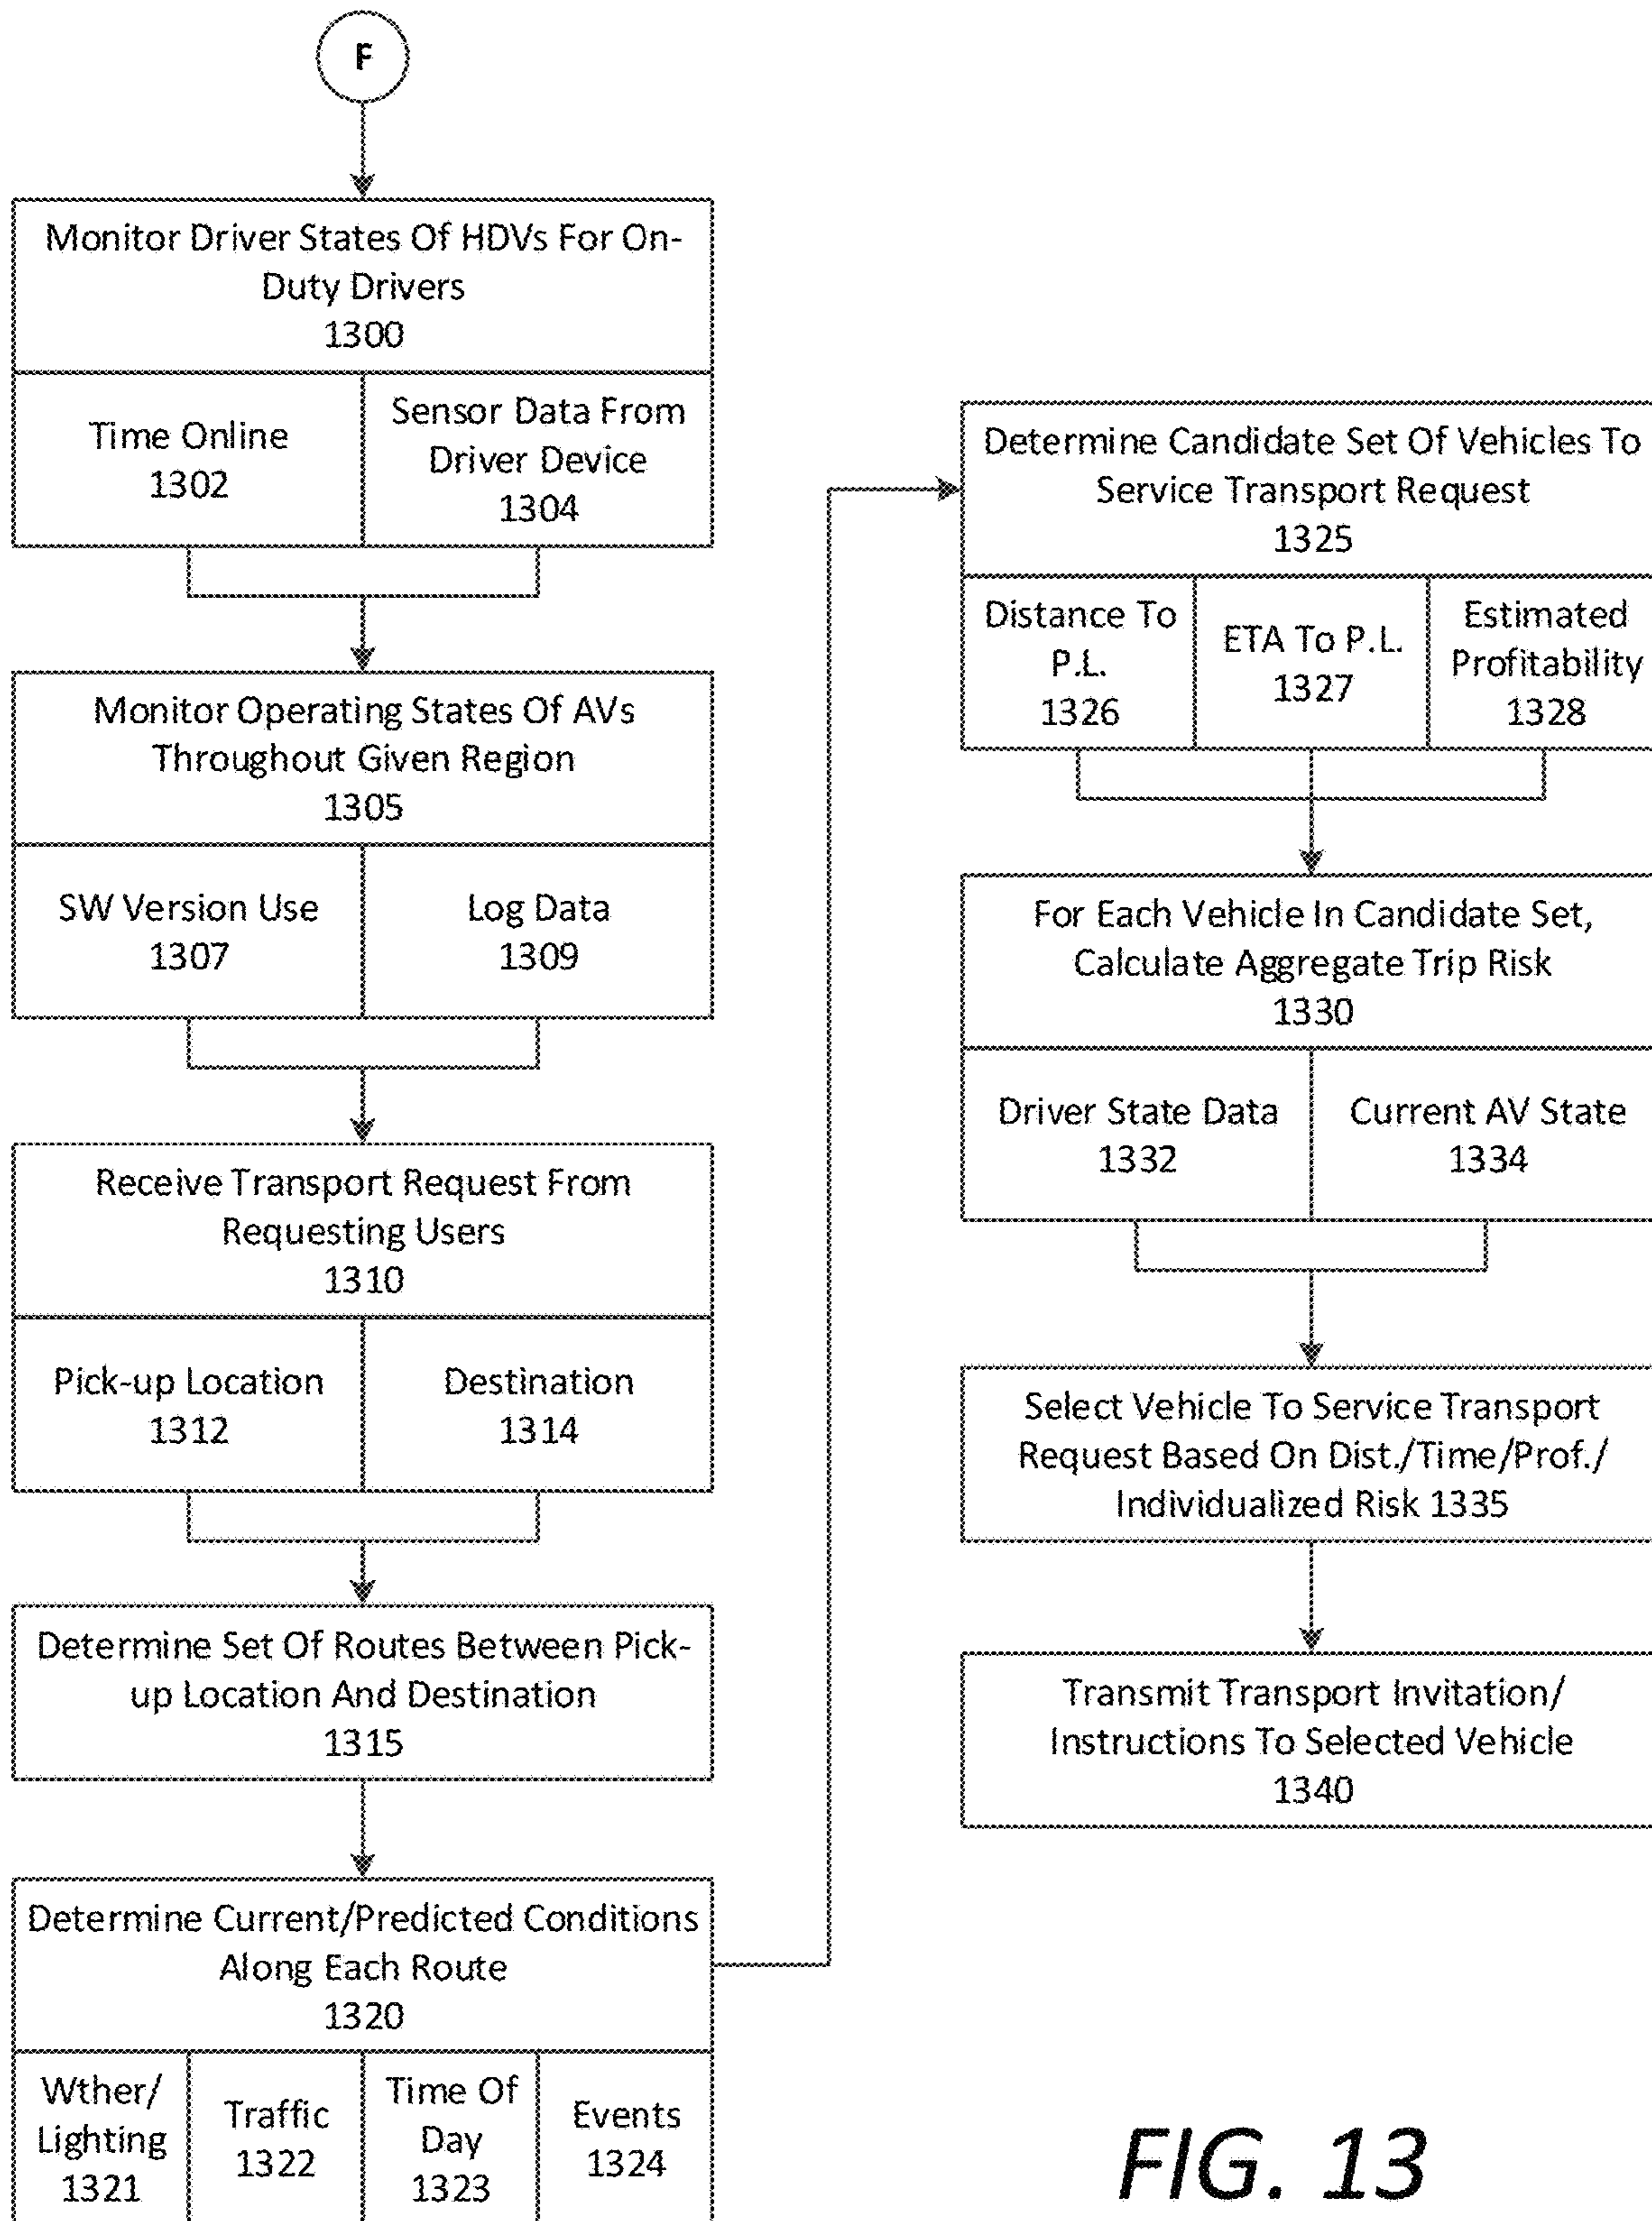 F
Monitor Driver States Of HDVs For On-
Duty Drivers
1300
Time Online
1302
Sensor Data From
Driver Device
1304
Monitor Operating States Of AVs
Throughout Given Region
1305
SW Version Use
1307
Log Data
1309
Receive Transport Request From
Requesting Users
1310
Pick-up Location
1312
Destination
1314
Determine Set Of Routes Between Pick-
up Location And Destination
1315
Determine Current/Predicted Conditions
Along Each Route
1320
Wther/
Lighting
1321
Traffic
1322
Time Of
Day
1323
Events
1324
Determine Candidate Set Of Vehicles To
Service Transport Request
1325
Distance To
P.L.
1326
ETA To P.L.
1327
Estimated
Profitability
1328
For Each Vehicle In Candidate Set,
Calculate Aggregate Trip Risk
1330
Driver State Data
1332
Current AV State
1334
Select Vehicle To Service Transport
Request Based On Dist./Time/Prof./
Individualized Risk 1335
Transmit Transport Invitation/
Instructions To Selected Vehicle
1340
FIG. 13